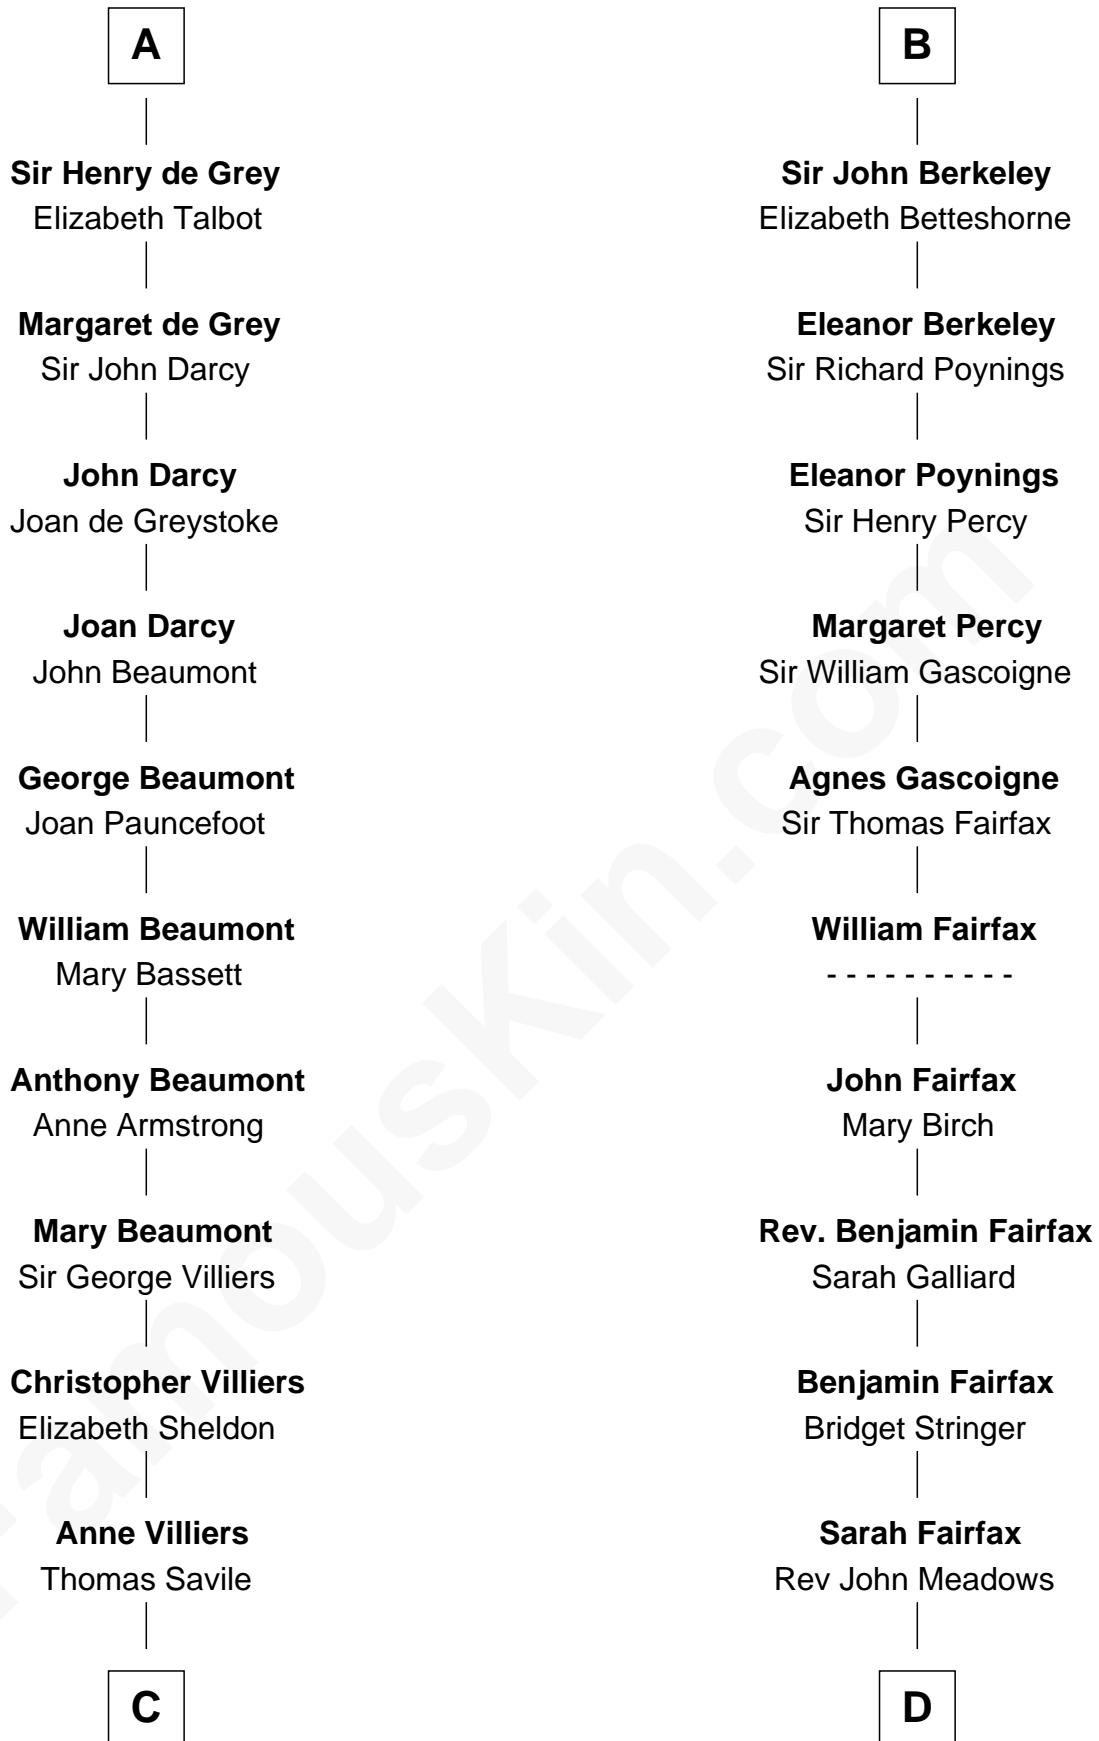 A
Sir Henry de Grey
Elizabeth Talbot
Margaret de Grey
Sir John Darcy
John Darcy
Joan de Greystoke
Joan Darcy
John Beaumont
George Beaumont
Joan Pauncefoot
William Beaumont
Mary Bassett
Anthony Beaumont
Anne Armstrong
Mary Beaumont
Sir George Villiers
Christopher Villiers
Elizabeth Sheldon
Anne Villiers
Thomas Savile
C
B
Sir John Berkeley
Elizabeth Betteshorne
Eleanor Berkeley
Sir Richard Poynings
Eleanor Poynings
Sir Henry Percy
Margaret Percy
Sir William Gascoigne
Agnes Gascoigne
Sir Thomas Fairfax
William Fairfax
- - - - - - - - - -
John Fairfax
Mary Birch
Rev. Benjamin Fairfax
Sarah Galliard
Benjamin Fairfax
Bridget Stringer
Sarah Fairfax
Rev John Meadows
D
FamousKin.com